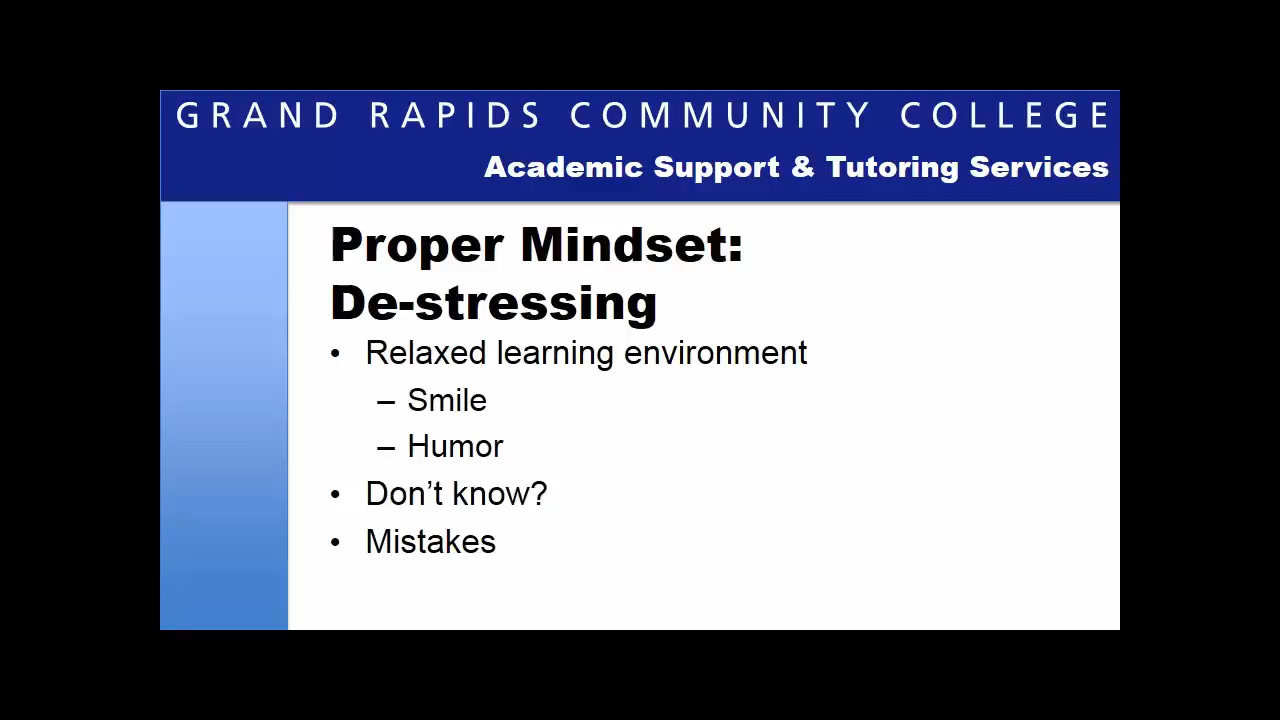 GRAND RAPIDS COMMUNITY COLLEGE
Academic Support & Tutoring Services
Proper Mindset:
De-stressing
• Relaxed learning environment
– Smile
– Humor
• Don’t know?
• Mistakes